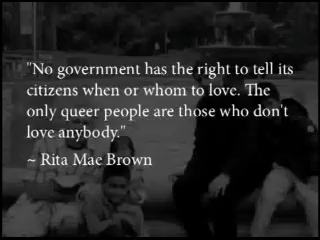 "No government has the right to tell its
citizens when or whom to love. The
only queer people are those who don't
love anybody."
~ Rita Mae Brown